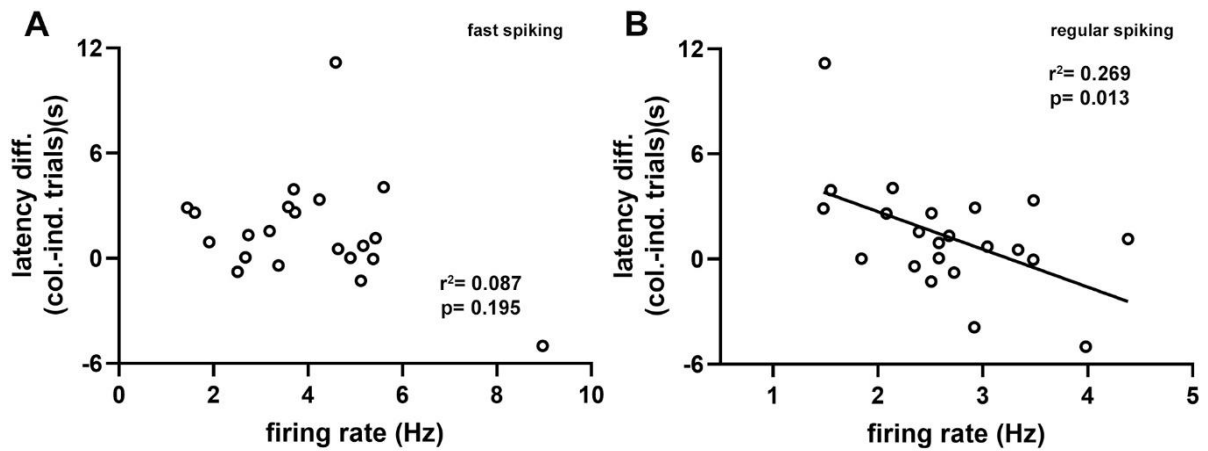 A
fast spiking
latency diff.
(col.-ind. trials)(s)
12
6
0
-6
r²= 0.087
p= 0.195
0
2
4
6
8
10
firing rate (Hz)
B
regular spiking
latency diff.
(col.-ind. trials)(s)
12
6
0
-6
r²= 0.269
p= 0.013
1
2
3
4
5
firing rate (Hz)